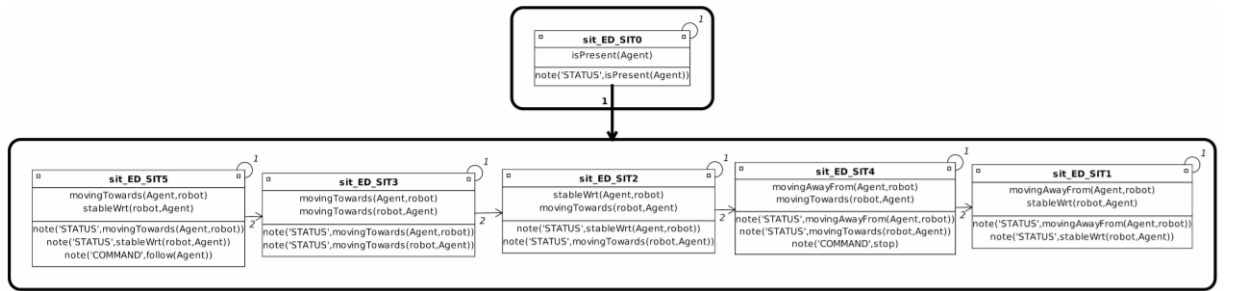 1
sit_ED_SIT0
isPresent(Agent)
note('STATUS',isPresent(Agent))
1
1
sit_ED_SIT5
movingTowards(Agent,robot)
stableWrt(robot,Agent)
note('STATUS',movingTowards(Agent,robot))
note('STATUS',stableWrt(robot,Agent))
note('COMMAND',follow(Agent))
2
1
sit_ED_SIT3
movingTowards(Agent,robot)
movingTowards(robot,Agent)
note('STATUS',movingTowards(Agent,robot))
note('STATUS',movingTowards(robot,Agent))
2
1
sit_ED_SIT2
stableWrt(Agent,robot)
movingTowards(robot,Agent)
note('STATUS',stableWrt(Agent,robot))
note('STATUS',movingTowards(robot,Agent))
2
1
sit_ED_SIT4
movingAwayFrom(Agent,robot)
movingTowards(robot,Agent)
note('STATUS',movingAwayFrom(Agent,robot))
note('STATUS',movingTowards(robot,Agent))
note('COMMAND',stop)
2
1
sit_ED_SIT1
movingAwayFrom(Agent,robot)
stableWrt(robot,Agent)
note('STATUS',movingAwayFrom(Agent,robot))
note('STATUS',stableWrt(robot,Agent))